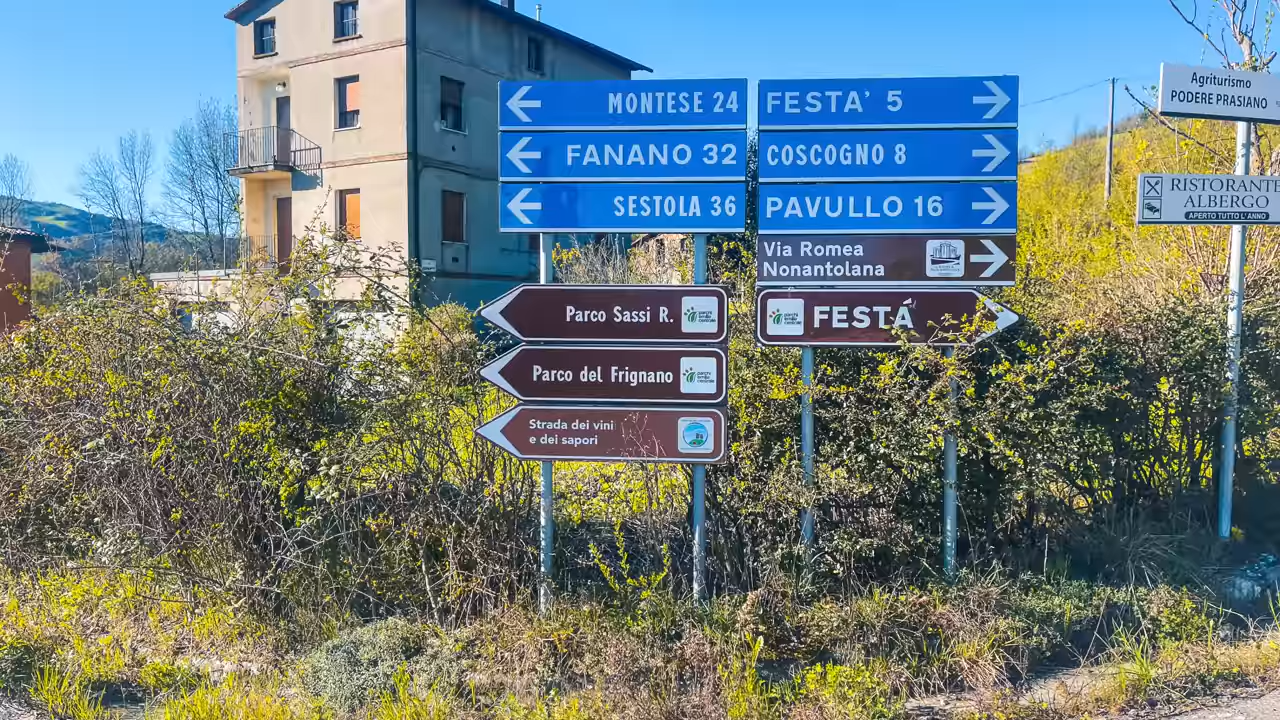 MONTESE 24
FANANO 32
SESTOLA 36
Parco Sassi R.
Parco del Frignano
Strada dei vini
e dei sapori
FESTA' 5
COSCOGNO 8
PAVULLO 16
Via Romea
Nonantolana
FESTÁ
Agriturismo
PODERE PRASIANO
RISTORANTE
ALBERGO
APERTO TUTTO L'ANNO